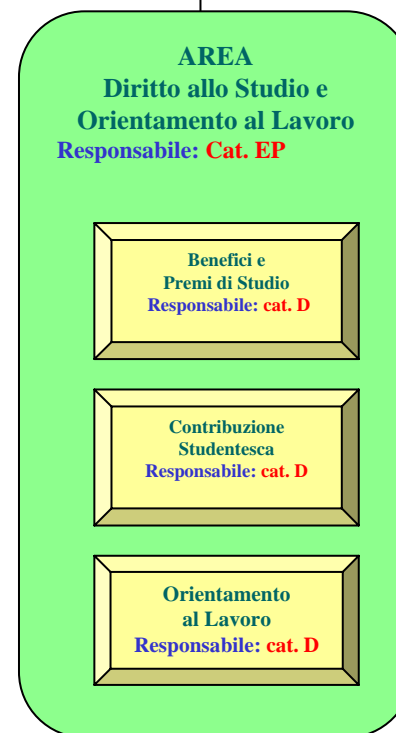 AREA
Diritto allo Studio e
Orientamento al Lavoro
Responsabile: Cat. EP
Benefici e
Premi di Studio
Responsabile: cat. D
Contribuzione
Studentesca
Responsabile: cat. D
Orientamento
al Lavoro
Responsabile: cat. D